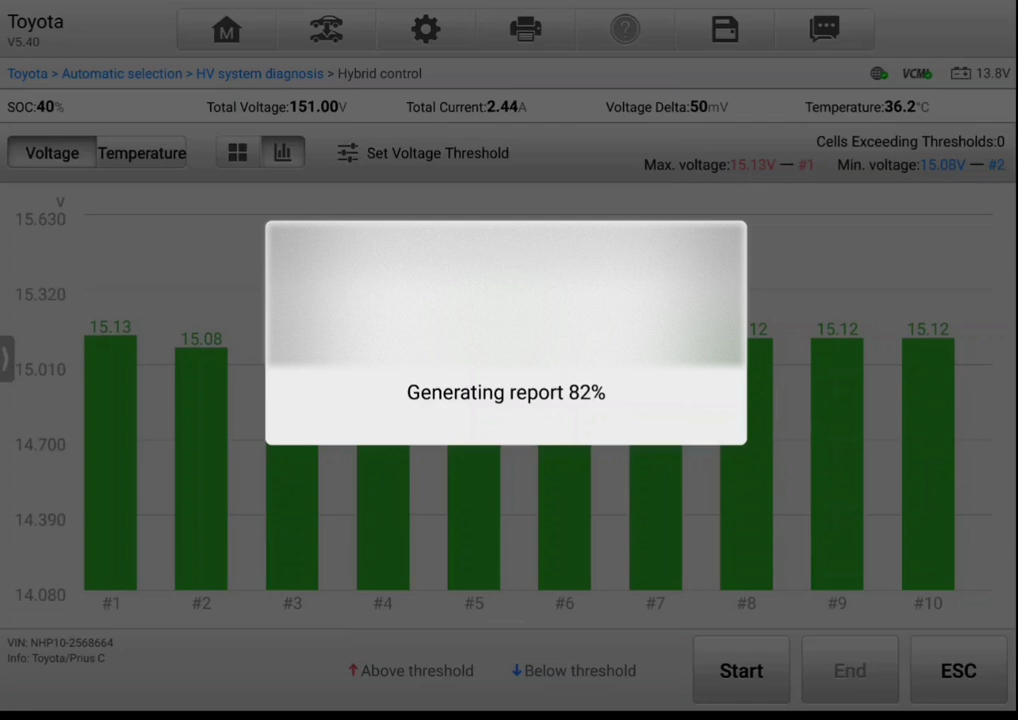 Toyota
V5.40
M
?
Toyota > Automatic selection > HV system diagnosis > Hybrid control
VCMI
13.8V
SOC:40%
Total Voltage:151.00V
Total Current:2.44A
Voltage Delta:50mV
Temperature:36.2°C
Voltage
Temperature
Set Voltage Threshold
Cells Exceeding Thresholds:0
Max. voltage:15.13V — #1
Min. voltage:15.08V — #2
V
15.630
15.320
15.010
14.700
14.390
14.080
15.13
15.08
12
15.12
15.12
Generating report 82%
#1
#2
#3
#4
#5
#6
#7
#8
#9
#10
VIN: NHP10-2568664
Info: Toyota/Prius C
Above threshold
Below threshold
Start
End
ESC